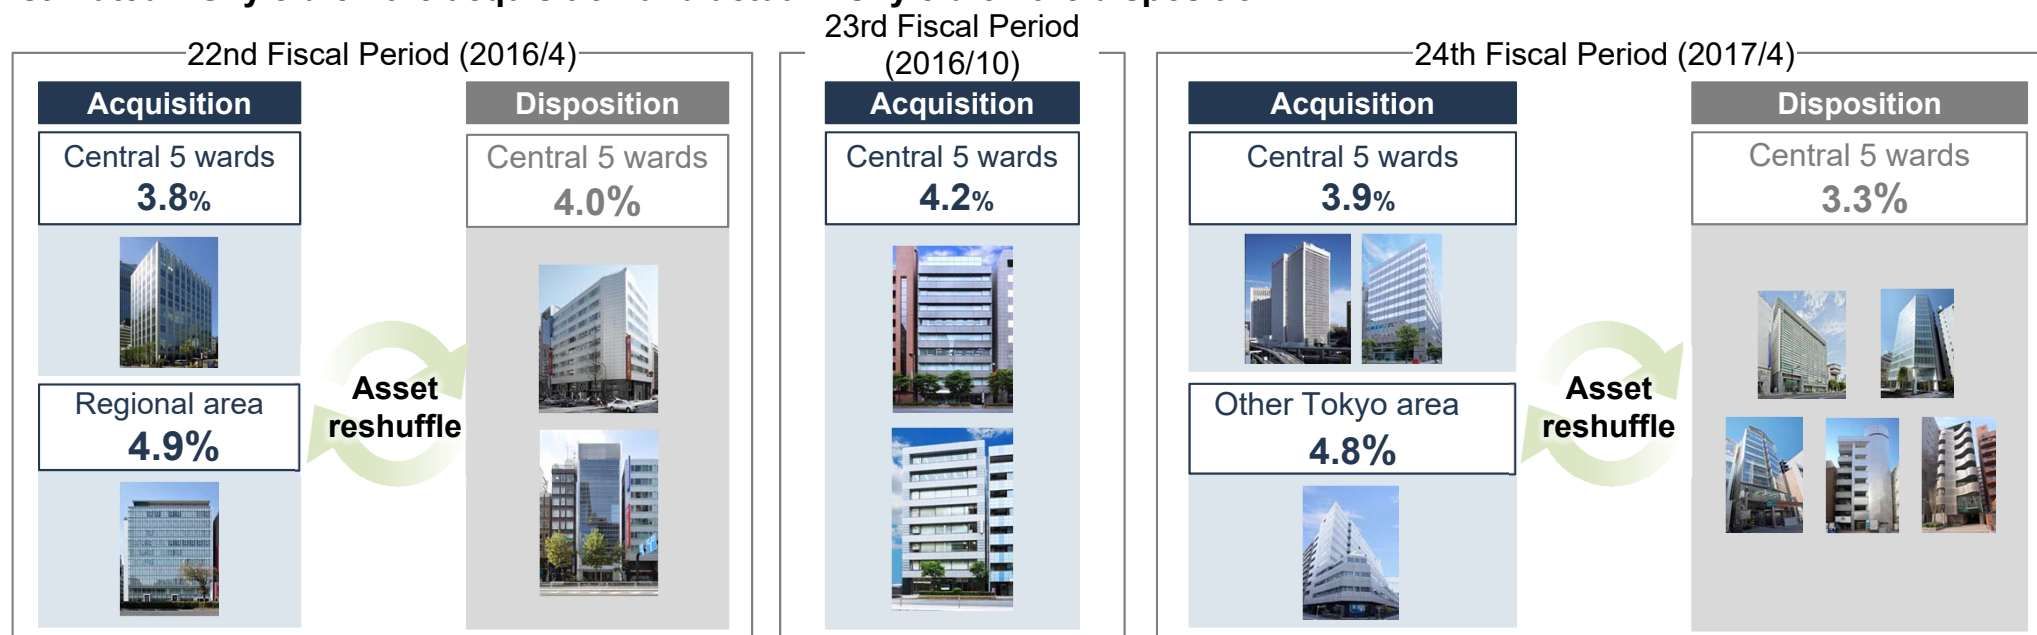 22nd Fiscal Period (2016/4)
Acquisition
Central 5 wards
3.8%
Regional area
4.9%
Asset
reshuffle
Disposition
Central 5 wards
4.0%
23rd Fiscal Period
(2016/10)
Acquisition
Central 5 wards
4.2%
24th Fiscal Period (2017/4)
Acquisition
Central 5 wards
3.9%
Other Tokyo area
4.8%
Asset
reshuffle
Disposition
Central 5 wards
3.3%